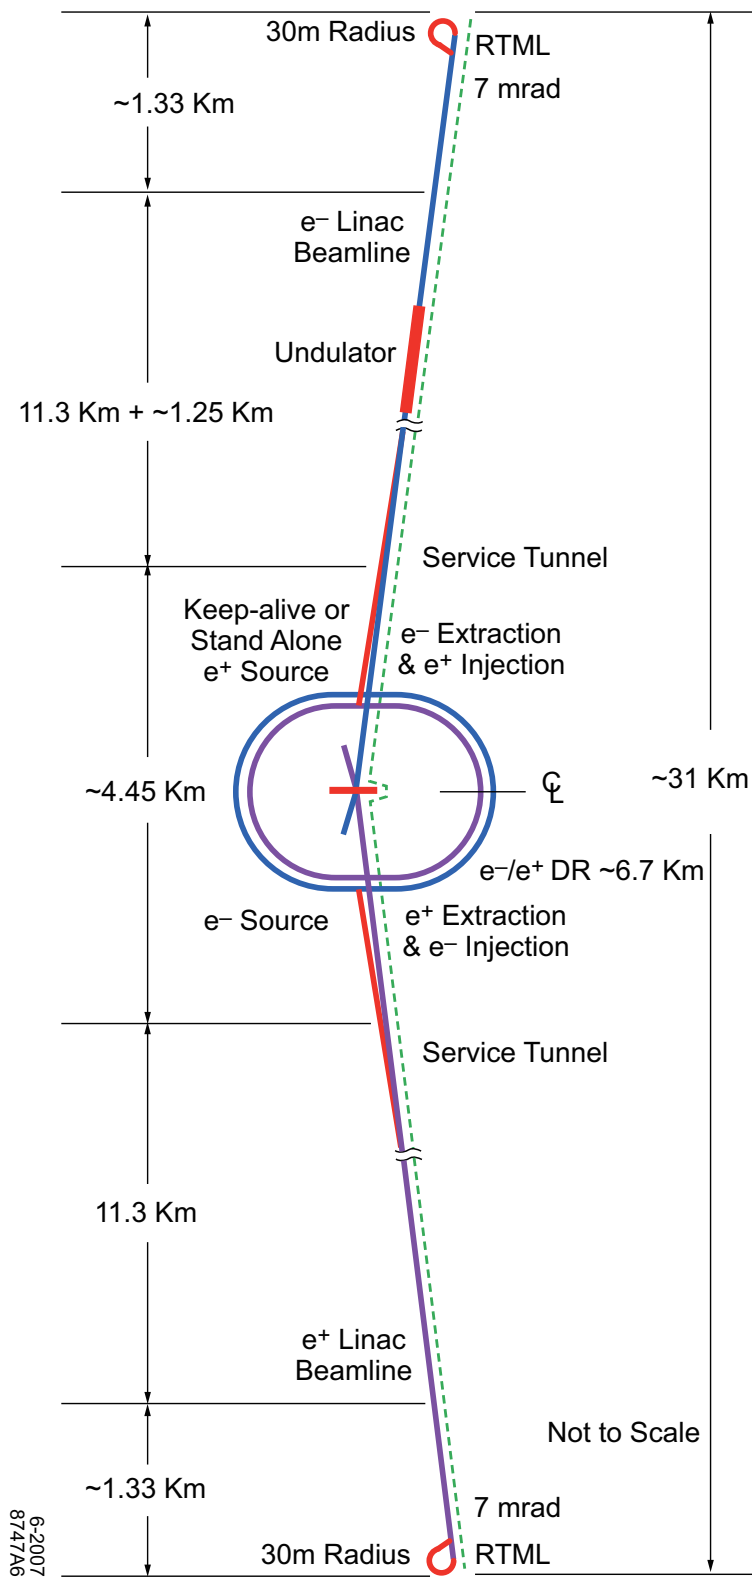 30m Radius
RTML
7 mrad
~1.33 Km
e– Linac
Beamline
Undulator
11.3 Km + ~1.25 Km
Service Tunnel
Keep-alive or
Stand Alone
e+ Source
e– Extraction
& e+ Injection
~4.45 Km
℄
~31 Km
e–/e+ DR ~6.7 Km
e– Source
e+ Extraction
& e– Injection
Service Tunnel
11.3 Km
e+ Linac
Beamline
Not to Scale
~1.33 Km
7 mrad
30m Radius
RTML
6-2007
8747A6